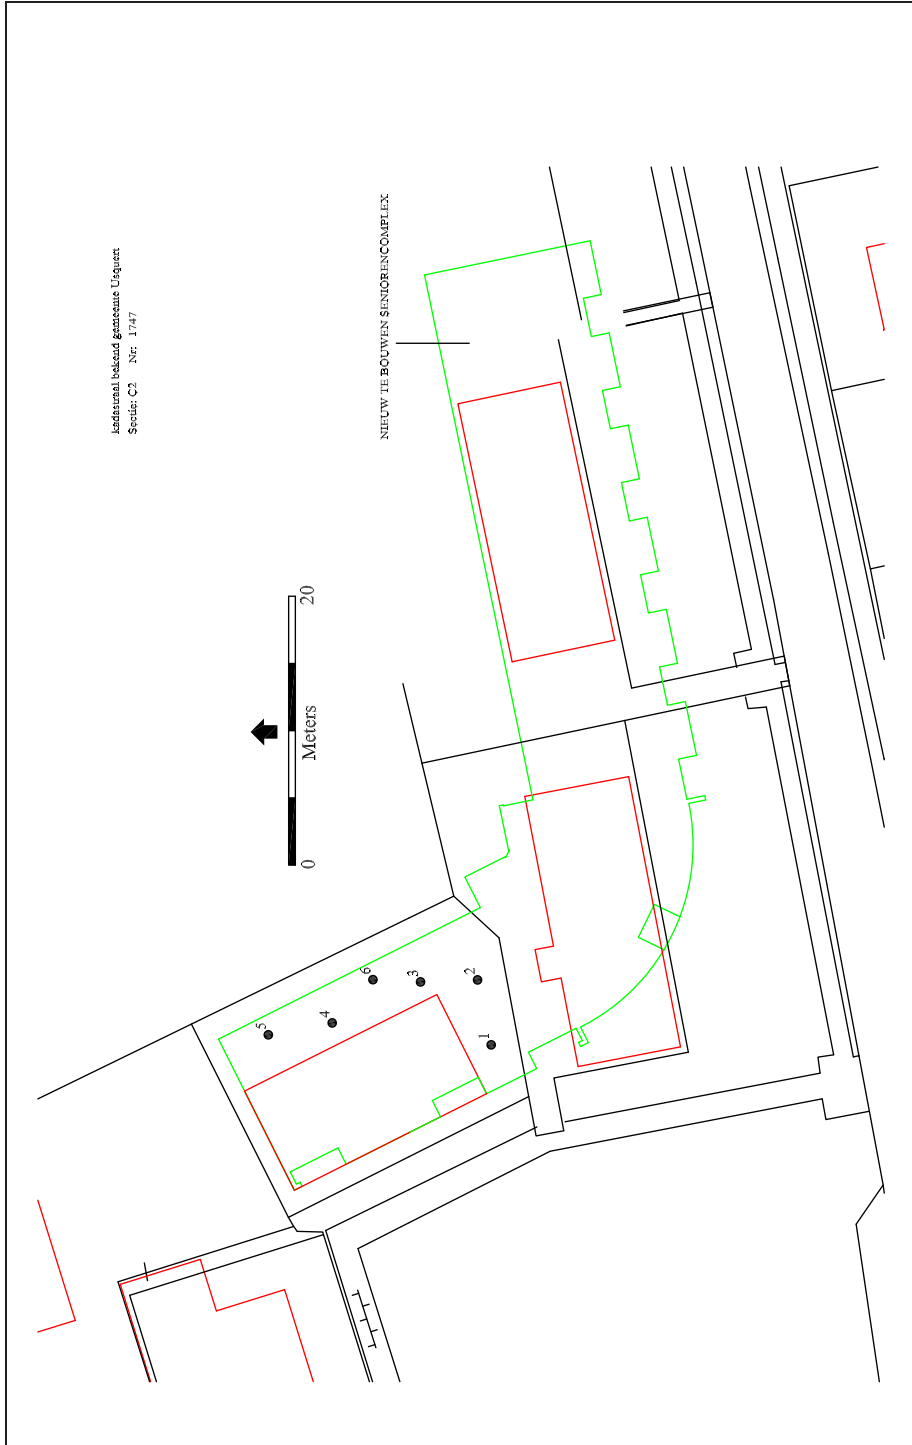 kadastraal bekend gemeente Usquert
Sectie: C2 Nr: 1747
NIEUW TE BOUWEN SENIORENCOMPLEX
0 20
Meters
5
4
6
3
2
1